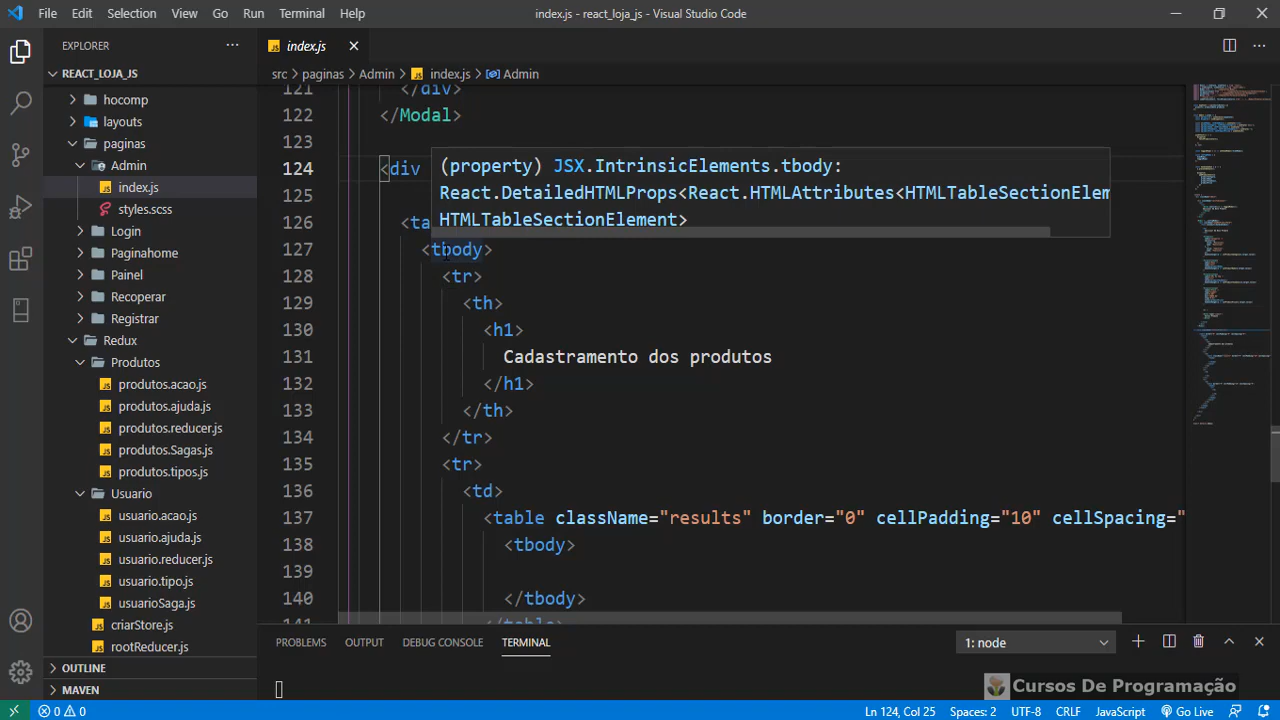 File Edit Selection View Go Run Terminal Help index.js - react_loja_js - Visual Studio Code
EXPLORER
index.js
REACT_LOJA_JS
src > paginas > Admin > index.js > Admin
hocomp
layouts
paginas
Admin
index.js
styles.scss
Login
Paginahome
Painel
Recoperar
Registrar
Redux
Produtos
produtos.acao.js
produtos.ajuda.js
produtos.reducer.js
produtos.Sagas.js
produtos.tipos.js
Usuario
usuario.acao.js
usuario.ajuda.js
usuario.reducer.js
usuario.tipo.js
usuarioSaga.js
criarStore.js
rootReducer.js
OUTLINE
MAVEN
121 </div>
122 </Modal>
123
124 <div
(property) JSX.IntrinsicElements.tbody:
React.DetailedHTMLProps<React.HTMLAttributes<HTMLTableSectionElem
HTMLTableSectionElement>
125
126 <ta
127 <tbody>
128 <tr>
129 <th>
130 <h1>
131 Cadastramento dos produtos
132 </h1>
133 </th>
134 </tr>
135 <tr>
136 <td>
137 <table className="results" border="0" cellPadding="10" cellSpacing="
138 <tbody>
139
140 </tbody>
141 </table>
PROBLEMS OUTPUT DEBUG CONSOLE TERMINAL 1: node
Cursos De Programação
0 0 Ln 124, Col 25 Spaces: 2 UTF-8 CRLF JavaScript Go Live